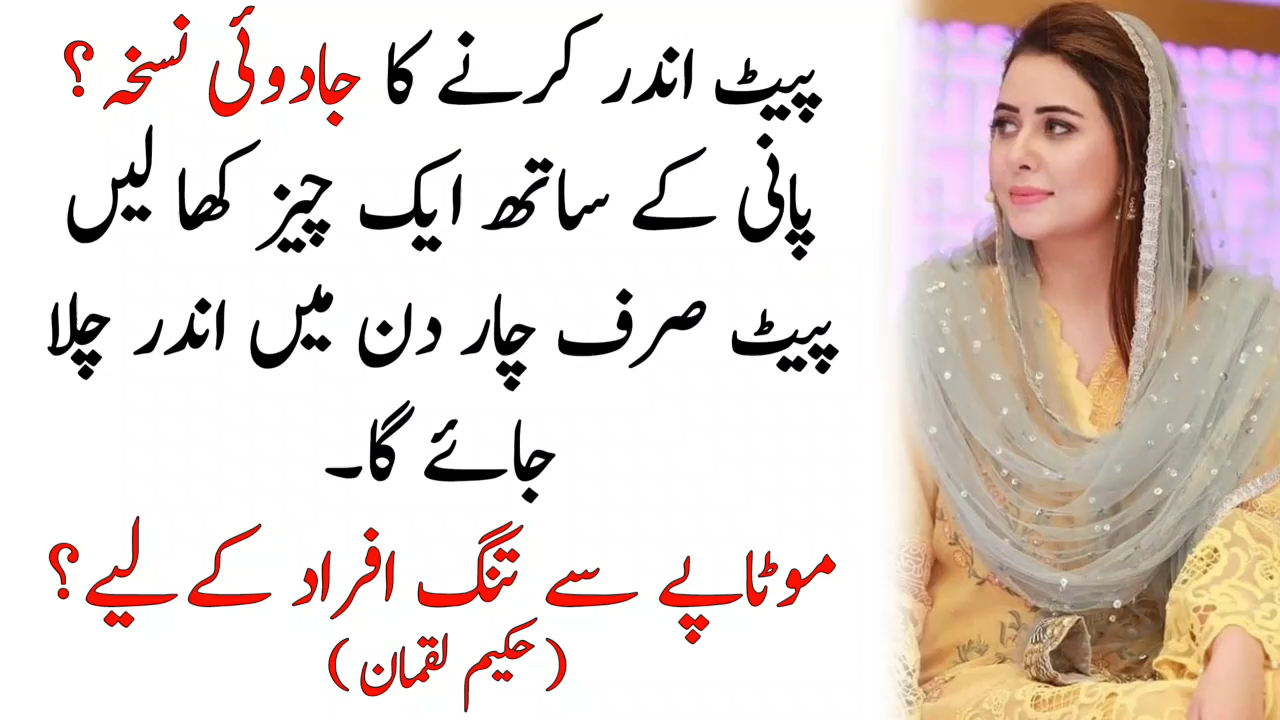 پیٹ اندر کرنے کا جادوئی نسخہ ؟
پانی کے ساتھ ایک چیز کھا لیں
پیٹ صرف چار دن میں اندر چلا
جائے گا۔
موٹاپے سے تنگ افراد کے لیے؟
(حکیم لقمان)